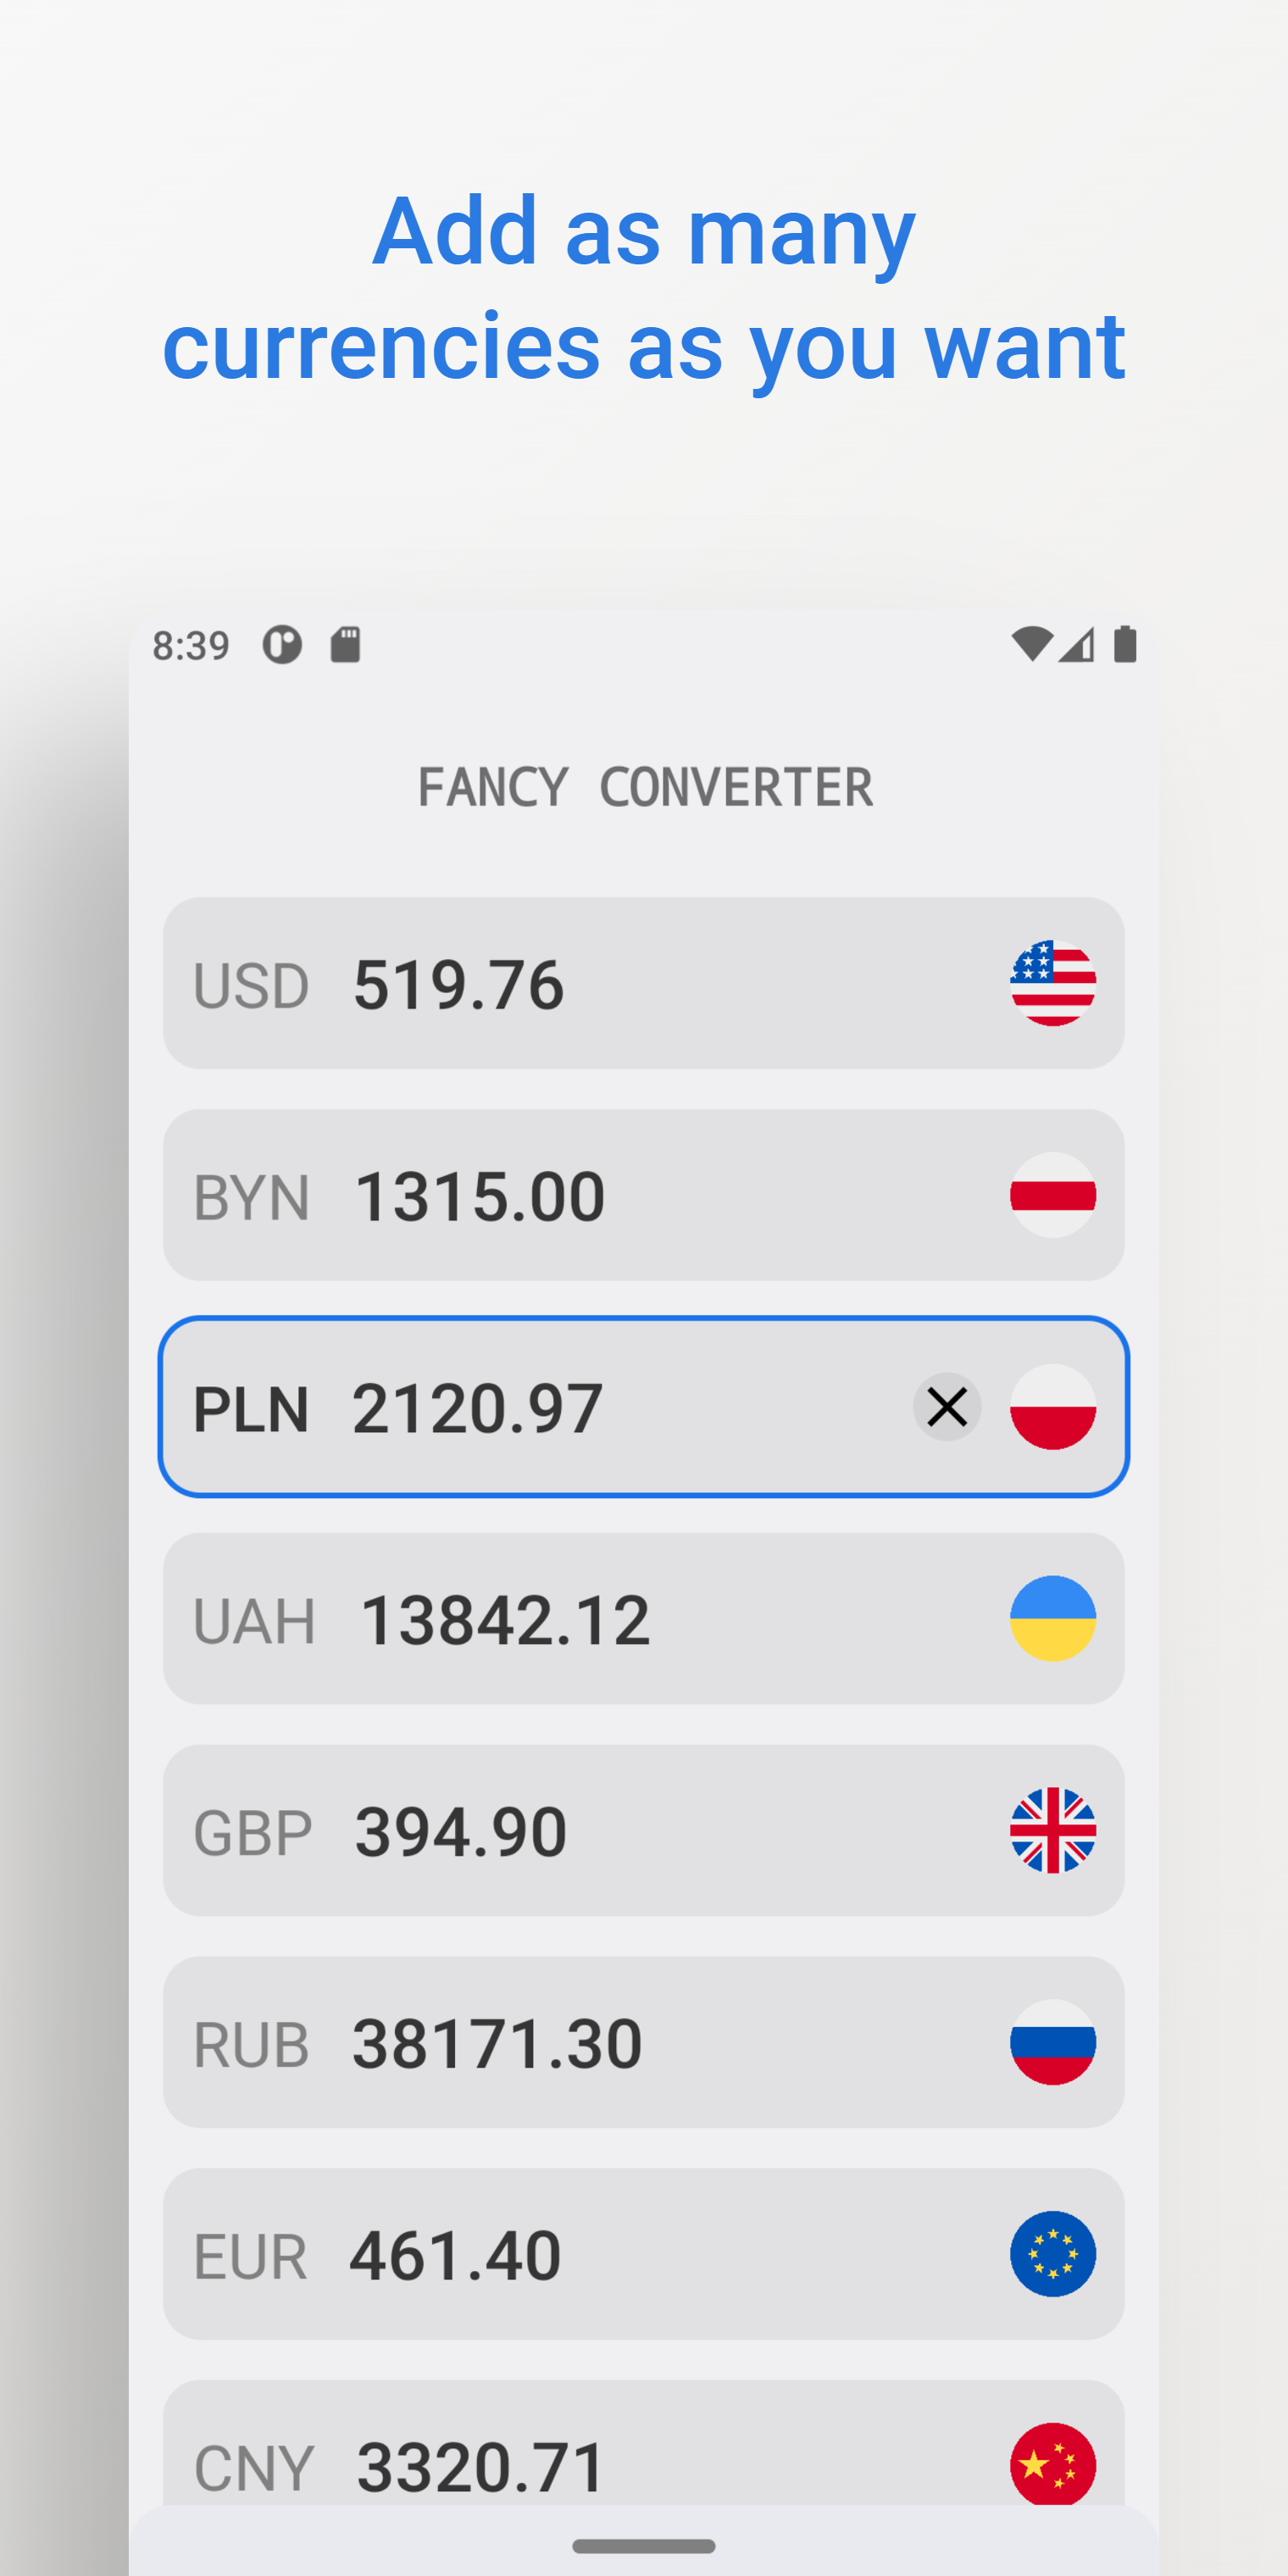 Add as many
currencies as you want
8:39
FANCY CONVERTER
USD 519.76
BYN 1315.00
PLN 2120.97
UAH 13842.12
GBP 394.90
RUB 38171.30
EUR 461.40
CNY 3320.71